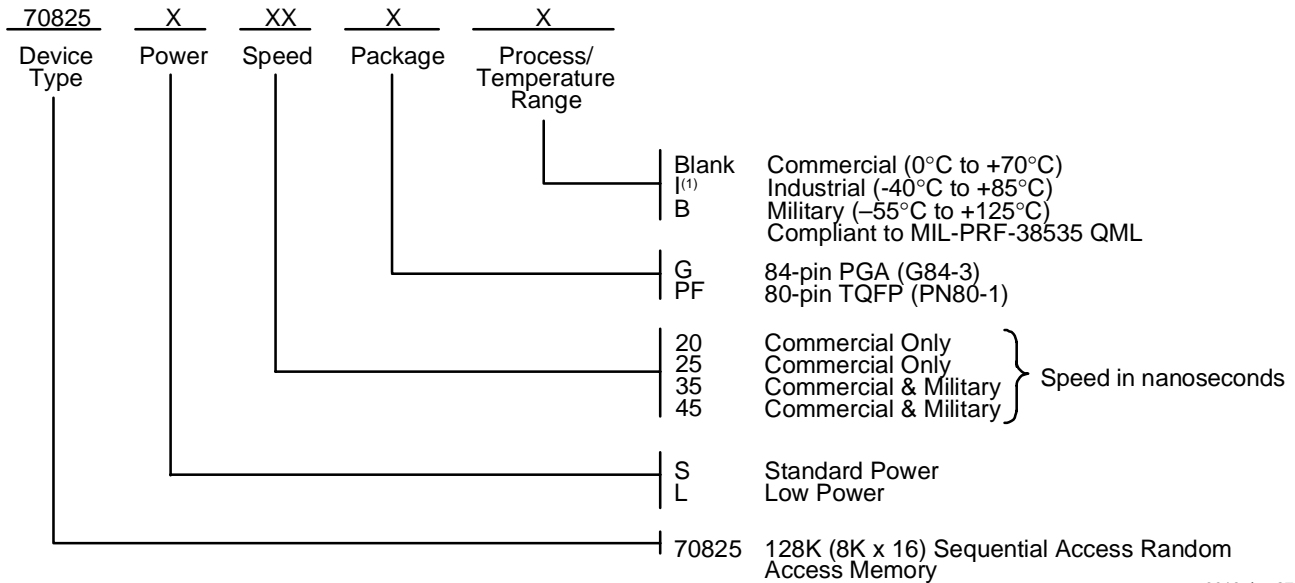 70825 X XX X X
Device Type Power Speed Package Process/ Temperature Range
Blank Commercial (0°C to +70°C)
I(1) Industrial (-40°C to +85°C)
B Military (–55°C to +125°C)
Compliant to MIL-PRF-38535 QML
G 84-pin PGA (G84-3)
PF 80-pin TQFP (PN80-1)
20 Commercial Only
25 Commercial Only
35 Commercial & Military
45 Commercial & Military
Speed in nanoseconds
S Standard Power
L Low Power
70825 128K (8K x 16) Sequential Access Random
Access Memory